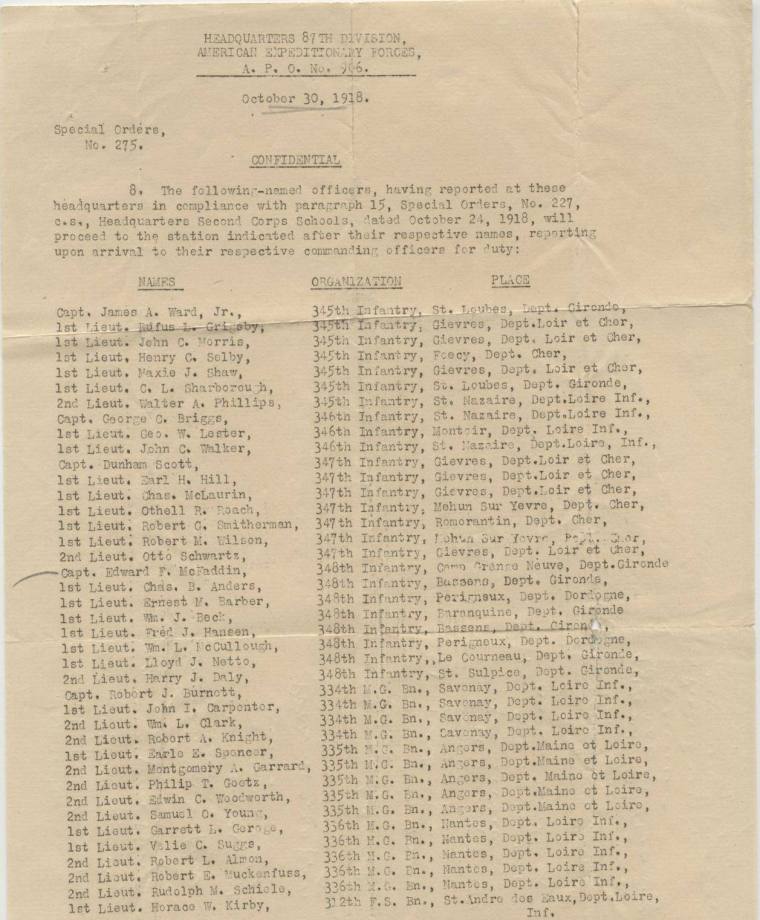 HEADQUARTERS 87TH DIVISION,
AMERICAN EXPEDITIONARY FORCES,
A. P. O. No. 906.
October 30, 1918.
Special Orders,
No. 275.
CONFIDENTIAL
8. The following-named officers, having reported at these
headquarters in compliance with paragraph 15, Special Orders, No. 227,
c.s., Headquarters Second Corps Schools, dated October 24, 1918, will
proceed to the station indicated after their respective names, reporting
upon arrival to their respective commanding officers for duty:
NAMES ORGANIZATION PLACE
Capt. James A. Ward, Jr., 345th Infantry, St. Loubes, Dept. Gironde,
1st Lieut. Rufus L. Grigsby, 345th Infantry, Gievres, Dept.Loir et Cher,
1st Lieut. John C. Morris, 345th Infantry, Gievres, Dept. Loir et Cher,
1st Lieut. Henry C. Selby, 345th Infantry, Foecy, Dept. Cher,
1st Lieut. Maxie J. Shaw, 345th Infantry, Gievres, Dept. Loir et Cher,
1st Lieut. C. L. Sharborough, 345th Infantry, St. Loubes, Dept. Gironde,
2nd Lieut. Walter A. Phillips, 345th Infantry, St. Nazaire, Dept.Loire Inf.,
Capt. George C. Briggs, 346th Infantry, St. Nazaire, Dept.Loire Inf.,
1st Lieut. Geo. W. Lester, 346th Infantry, Montoir, Dept. Loire Inf.,
1st Lieut. John C. Walker, 346th Infantry, St. Nazaire, Dept.Loire, Inf.,
Capt. Dunham Scott, 347th Infantry, Gievres, Dept.Loir et Cher,
1st Lieut. Earl H. Hill, 347th Infantry, Gievres, Dept.Loir et Cher,
1st Lieut. Chas. McLaurin, 347th Infantry, Gievres, Dept.Loir et Cher,
1st Lieut. Othell R. Roach, 347th Infantry, Mehun Sur Yevre, Dept. Cher,
1st Lieut. Robert G. Smitherman, 347th Infantry, Romorantin, Dept. Cher,
1st Lieut. Robert M. Wilson, 347th Infantry, Mehun Sur Yevre, Dept. Cher,
2nd Lieut. Otto Schwartz, 347th Infantry, Gievres, Dept. Loir et Cher,
Capt. Edward F. McFaddin, 348th Infantry, Camp Grange Neuve, Dept.Gironde
1st Lieut. Chas. B. Anders, 348th Infantry, Bassens, Dept. Gironde,
1st Lieut. Ernest M. Barber, 348th Infantry, Perigneux, Dept. Dordogne,
1st Lieut. Wm. J. Beck, 348th Infantry, Baranquine, Dept. Gironde
1st Lieut. Fred J. Hansen, 348th Infantry, Bassens, Dept. Gironde,
1st Lieut. Wm. L. McCullough, 348th Infantry, Perigneux, Dept. Dordogne,
1st Lieut. Lloyd J. Netto, 348th Infantry,,Le Courneau, Dept. Gironde,
2nd Lieut. Harry J. Daly, 348th Infantry, St. Sulpice, Dept. Gironde,
Capt. Robert J. Burnett, 334th M.G. Bn., Savenay, Dept. Loire Inf.,
1st Lieut. John I. Carpenter, 334th M.G. Bn., Savenay, Dept. Loire Inf.,
2nd Lieut. Wm. L. Clark, 334th M.G. Bn., Savenay, Dept. Loire Inf.,
2nd Lieut. Robert A. Knight, 334th M.G. Bn., Savenay, Dept. Loire Inf.,
1st Lieut. Earle E. Spencer, 335th M.G. Bn., Angers, Dept.Maine et Loire,
2nd Lieut. Montgomery A. Garrard, 335th M.G. Bn., Angers, Dept.Maine et Loire,
2nd Lieut. Philip T. Goetz, 335th M.G. Bn., Angers, Dept. Maine et Loire,
2nd Lieut. Edwin C. Woodworth, 335th M.G. Bn., Angers, Dept.Maine et Loire,
2nd Lieut. Samuel O. Young, 335th M.G. Bn., Angers, Dept.Maine et Loire,
1st Lieut. Garrett L. George, 336th M.G. Bn., Nantes, Dept. Loire Inf.,
1st Lieut. Valie C. Suggs, 336th M.G. Bn., Nantes, Dept. Loire Inf.,
2nd Lieut. Robert L. Almon, 336th M.G. Bn., Nantes, Dept. Loire Inf.,
2nd Lieut. Robert E. Muckenfuss, 336th M.G. Bn., Nantes, Dept. Loire Inf.,
2nd Lieut. Rudolph M. Schiele, 336th M.G. Bn., Nantes, Dept. Loire Inf.,
1st Lieut. Horace W. Kirby, 312th F.S. Bn., St.Andre des Eaux,Dept.Loire,
Inf.